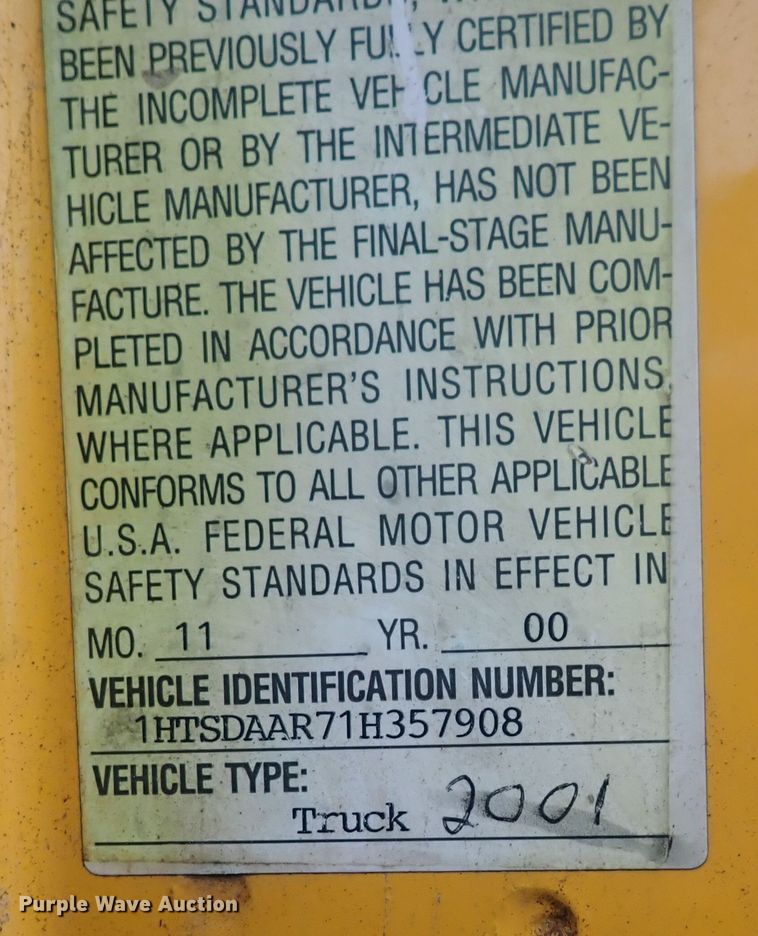 SAFETY STANDARDS,
BEEN PREVIOUSLY FULLY CERTIFIED BY
THE INCOMPLETE VEHICLE MANUFAC-
TURER OR BY THE INTERMEDIATE VE-
HICLE MANUFACTURER, HAS NOT BEEN
AFFECTED BY THE FINAL-STAGE MANU-
FACTURE. THE VEHICLE HAS BEEN COM-
PLETED IN ACCORDANCE WITH PRIOR
MANUFACTURER'S INSTRUCTIONS,
WHERE APPLICABLE. THIS VEHICLE
CONFORMS TO ALL OTHER APPLICABLE
U.S.A. FEDERAL MOTOR VEHICLE
SAFETY STANDARDS IN EFFECT IN
MO. 11 YR. 00
VEHICLE IDENTIFICATION NUMBER:
1HTSDAAR71H357908
VEHICLE TYPE:
Truck 2001
Purple Wave Auction